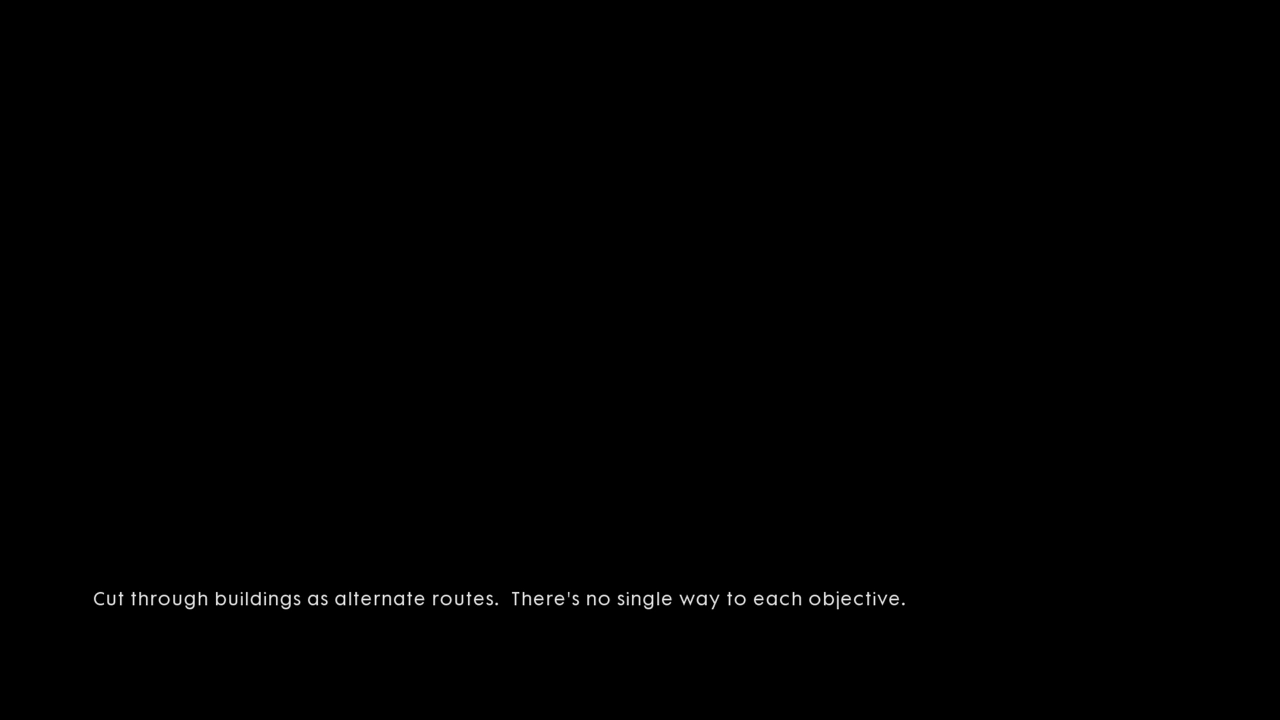 Cut through buildings as alternate routes.  There's no single way to each objective.